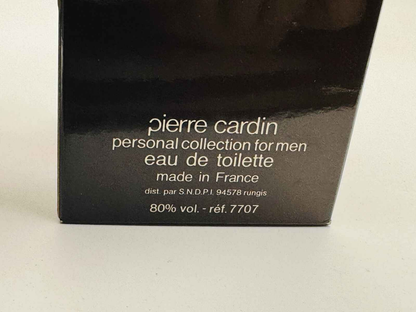 pierre cardin
personal collection for men
eau de toilette
made in France
dist. par S.N.D.P.I. 94578 rungis
80% vol. - réf. 7707